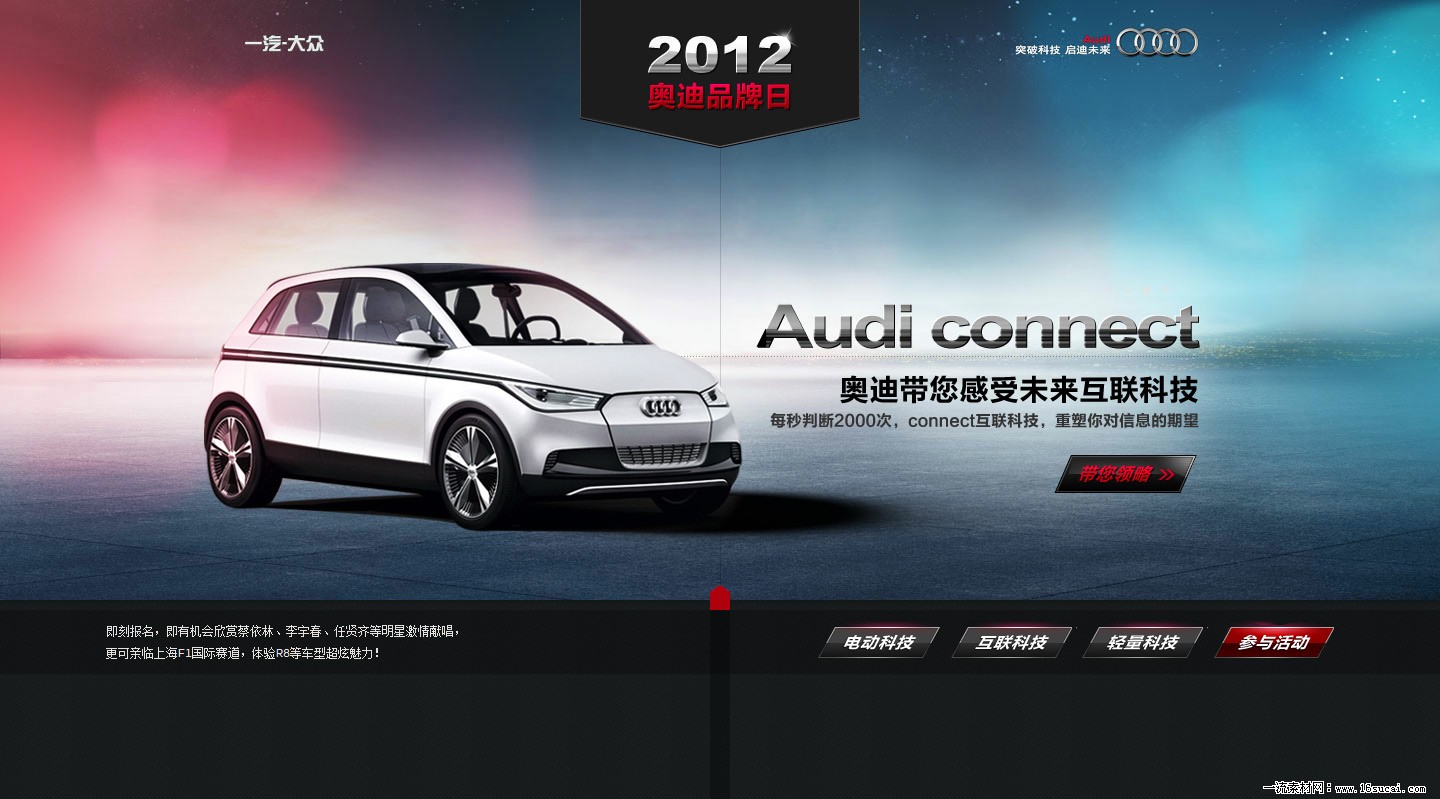 一汽-大众
2012
奥迪品牌日
Audi
突破科技 启迪未来
Audi connect
奥迪带您感受未来互联科技
每秒判断2000次，connect互联科技，重塑你对信息的期望
带您领略 >>
即刻报名，即有机会欣赏蔡依林、李宇春、任贤齐等明星激情献唱，
更可亲临上海F1国际赛道，体验R8等车型超炫魅力！
电动科技 互联科技 轻量科技 参与活动
一流素材网：www.16sucai.com